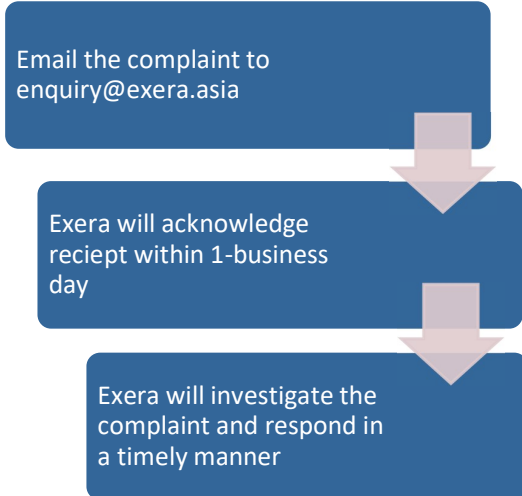 Email the complaint to
enquiry@exera.asia
Exera will acknowledge
reciept within 1-business
day
Exera will investigate the
complaint and respond in
a timely manner